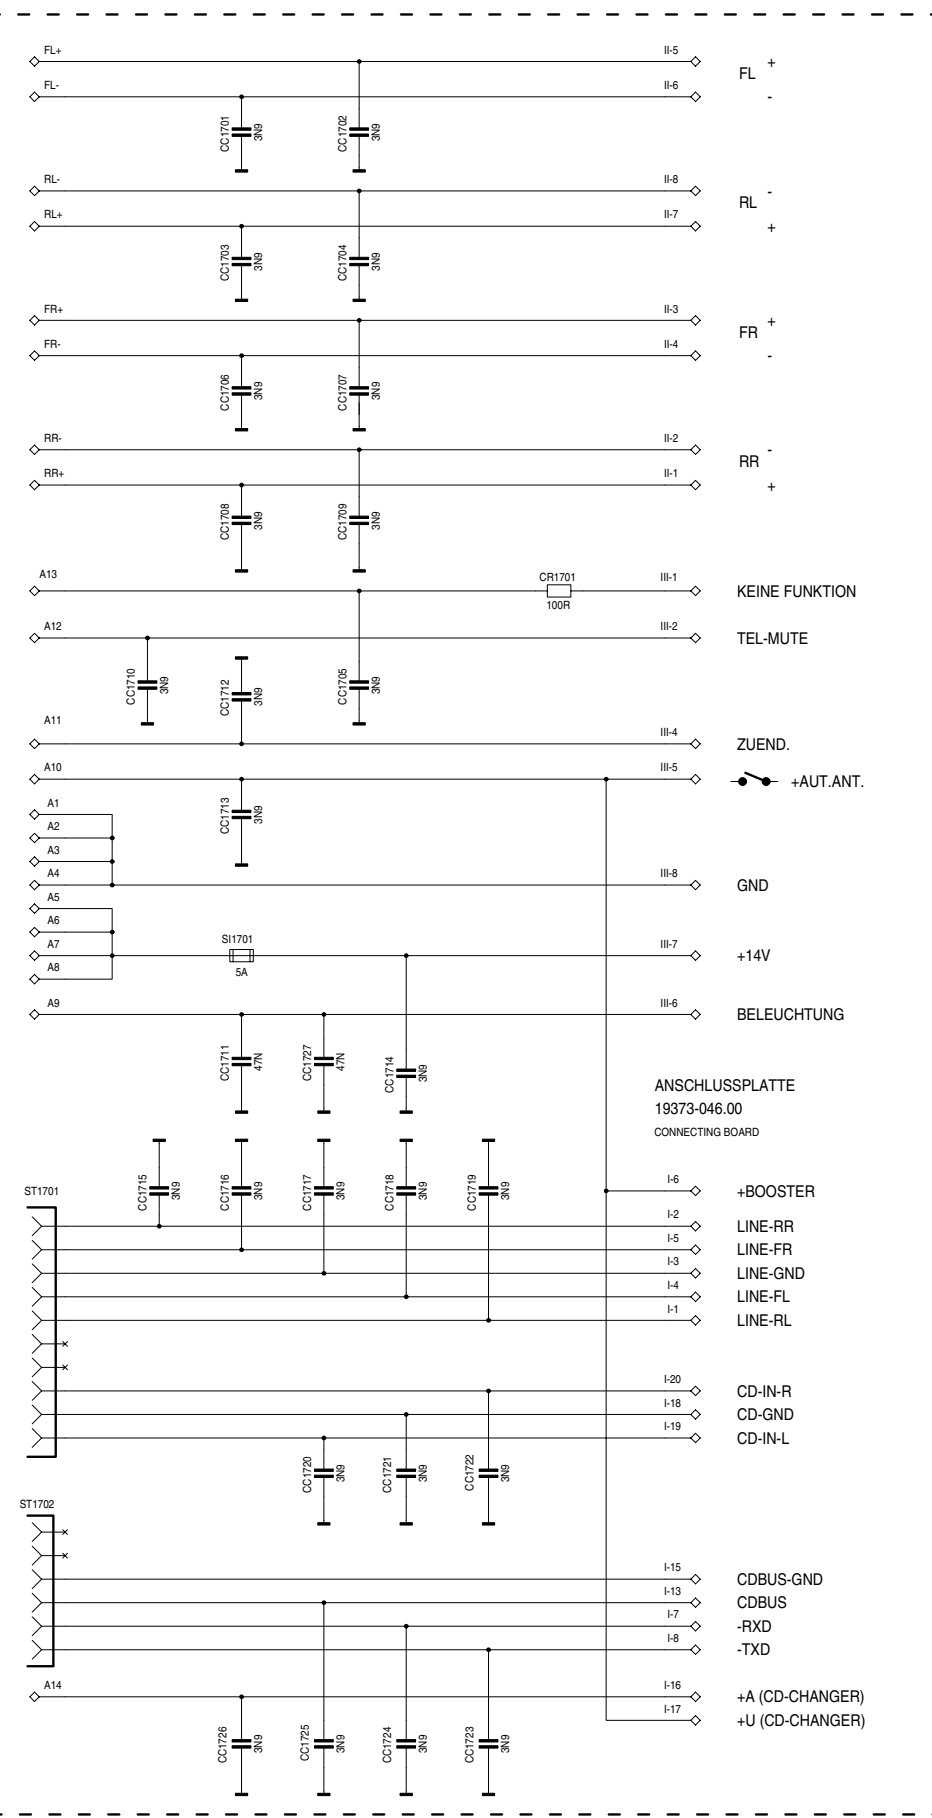 FL+ II-5
FL +
FL- II-6
-
CC1701 3N9 CC1702 3N9
RL- II-8
RL -
RL+ II-7
+
CC1703 3N9 CC1704 3N9
FR+ II-3
FR +
FR- II-4
-
CC1706 3N9 CC1707 3N9
RR- II-2
RR -
RR+ II-1
+
CC1708 3N9 CC1709 3N9
A13 CR1701 III-1
100R KEINE FUNKTION
A12 III-2 TEL-MUTE
CC1710 3N9 CC1712 3N9 CC1705 3N9
A11 III-4 ZUEND.
A10 III-5 +AUT.ANT.
CC1713 3N9
A1
A2
A3
A4 III-8 GND
A5
A6
A7 SI1701 III-7 +14V
A8 5A
A9 III-6 BELEUCHTUNG
CC1711 47N CC1727 47N CC1714 3N9
ANSCHLUSSPLATTE
19373-046.00
CONNECTING BOARD
CC1715 3N9 CC1716 3N9 CC1717 3N9 CC1718 3N9 CC1719 3N9
ST1701
I-6 +BOOSTER
I-2 LINE-RR
I-5 LINE-FR
I-3 LINE-GND
I-4 LINE-FL
I-1 LINE-RL
I-20 CD-IN-R
I-18 CD-GND
I-19 CD-IN-L
CC1720 3N9 CC1721 3N9 CC1722 3N9
ST1702
I-15 CDBUS-GND
I-13 CDBUS
I-7 -RXD
I-8 -TXD
A14 I-16 +A (CD-CHANGER)
I-17 +U (CD-CHANGER)
CC1726 3N9 CC1725 3N9 CC1724 3N9 CC1723 3N9